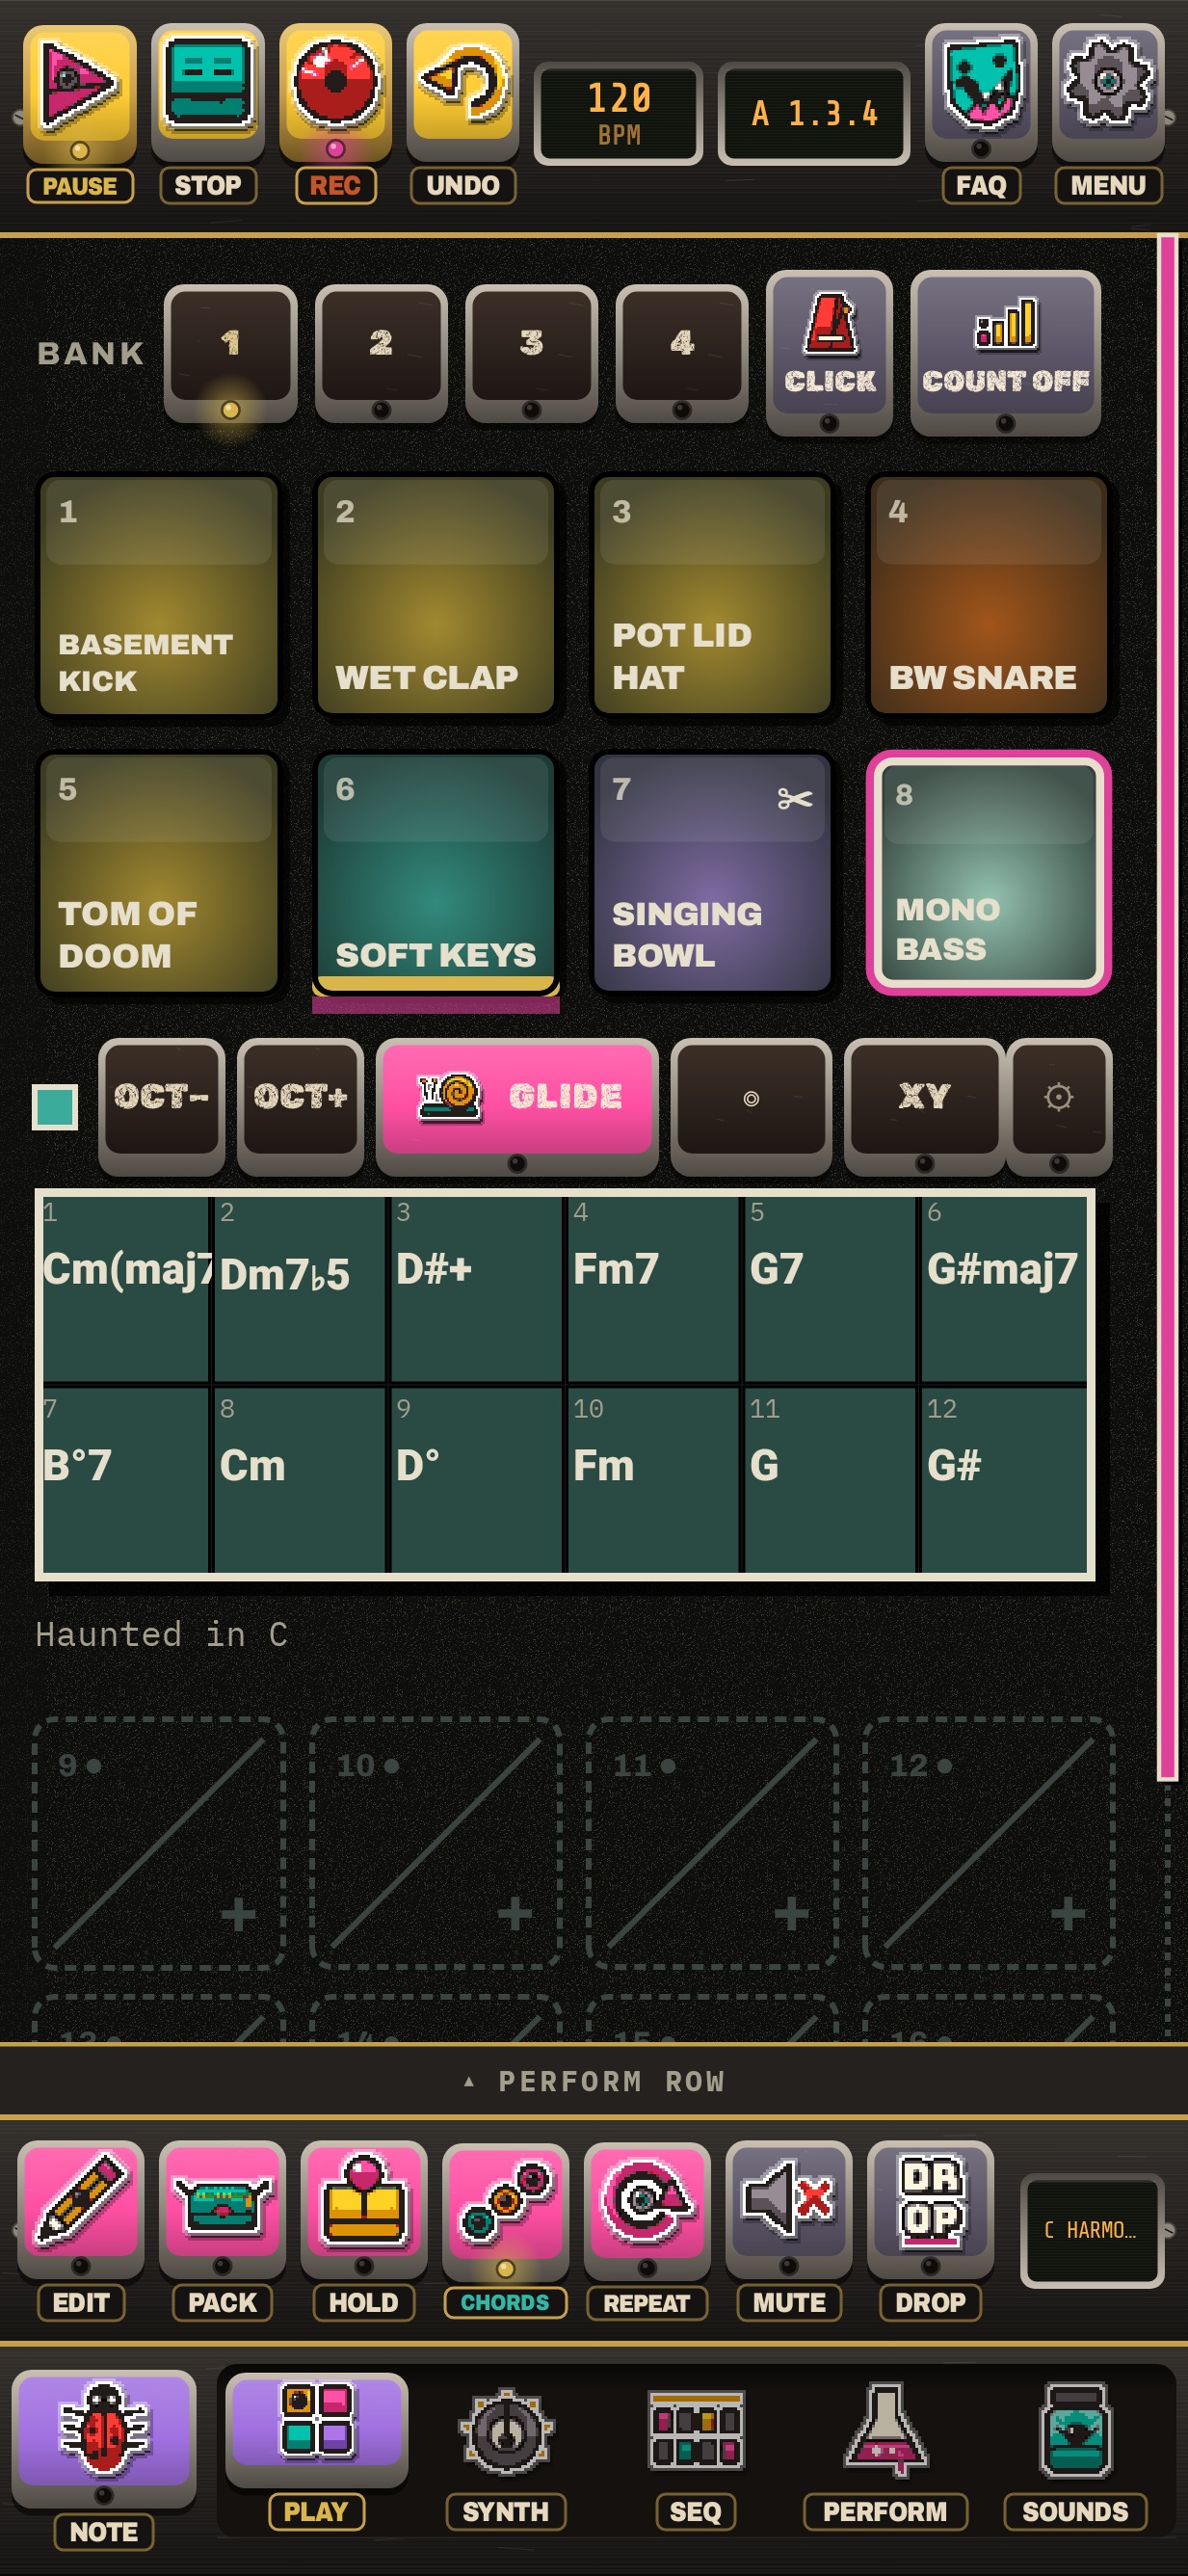 120
BPM
A 1.3.4
PAUSE
STOP
REC
UNDO
FAQ
MENU
BANK
1
2
3
4
CLICK
COUNT OFF
1
BASEMENT
KICK
2
WET CLAP
3
POT LID
HAT
4
BW SNARE
5
TOM OF
DOOM
6
SOFT KEYS
7
SINGING
BOWL
8
MONO
BASS
OCT-
OCT+
GLIDE
XY
1
Cm(maj7
2
Dm7♭5
3
D#+
4
Fm7
5
G7
6
G#maj7
7
B°7
8
Cm
9
D°
10
Fm
11
G
12
G#
Haunted in C
9
10
11
12
13
14
15
16
▲ PERFORM ROW
DR
OP
C HARMO…
EDIT
PACK
HOLD
CHORDS
REPEAT
MUTE
DROP
NOTE
PLAY
SYNTH
SEQ
PERFORM
SOUNDS